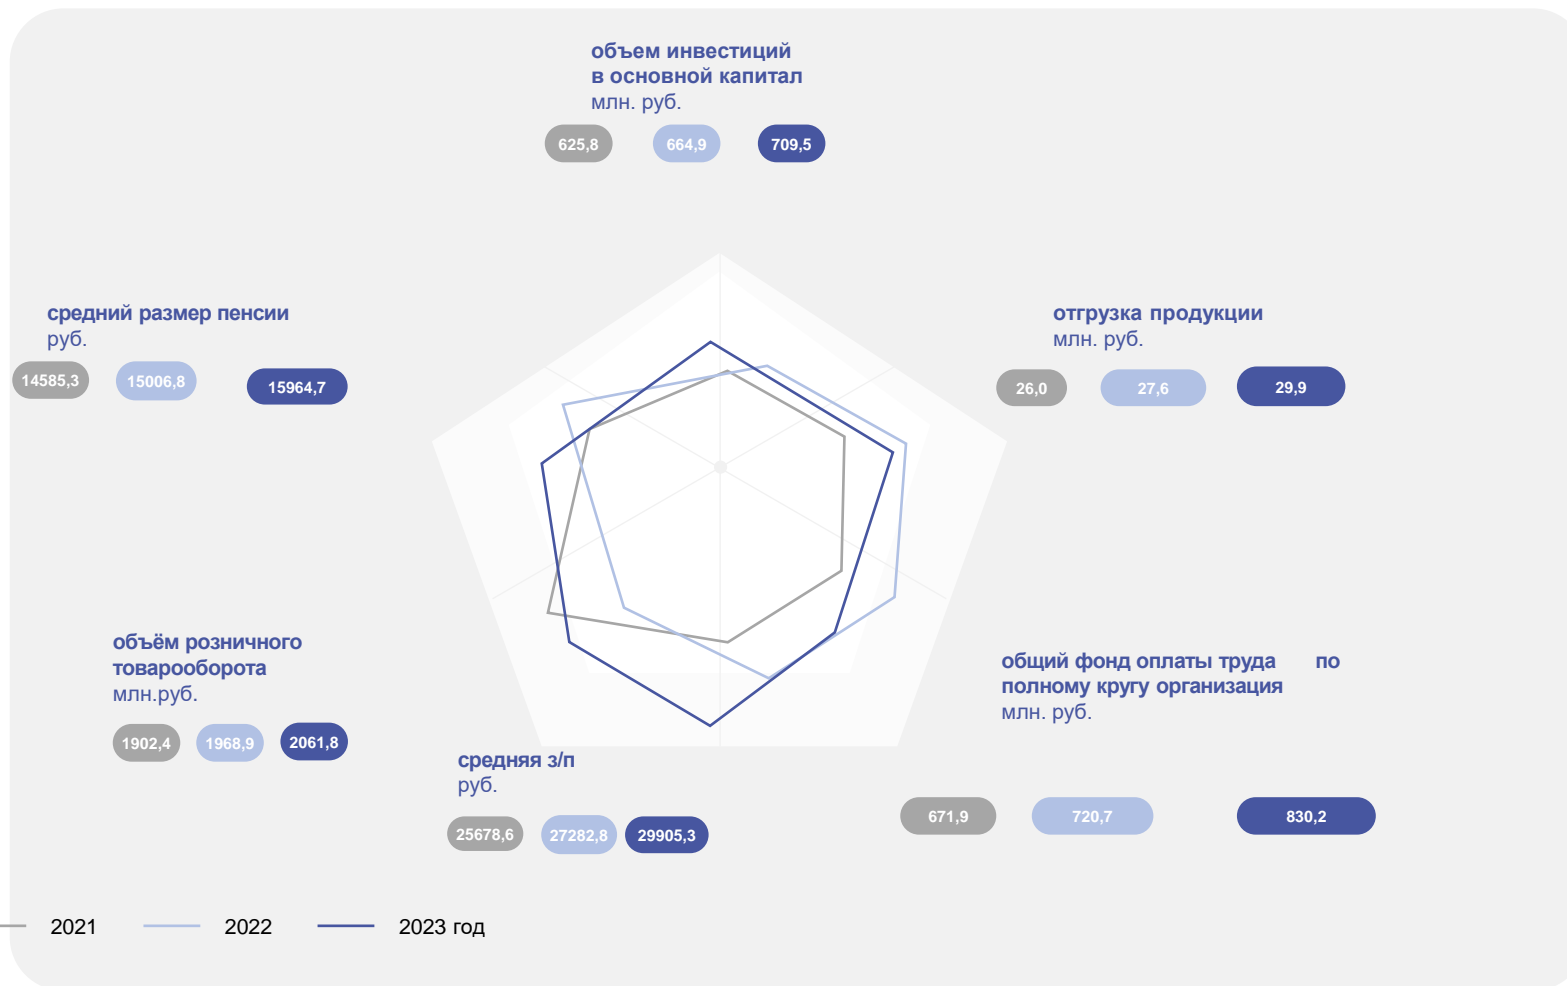 объем инвестиций
в основной капитал
млн. руб.
625,8 664,9 709,5
средний размер пенсии
руб.
14585,3 15006,8 15964,7
отгрузка продукции
млн. руб.
26,0 27,6 29,9
объём розничного
товарооборота
млн.руб.
1902,4 1968,9 2061,8
общий фонд оплаты труда по
полному кругу организация
млн. руб.
671,9 720,7 830,2
средняя з/п
руб.
25678,6 27282,8 29905,3
2021 2022 2023 год